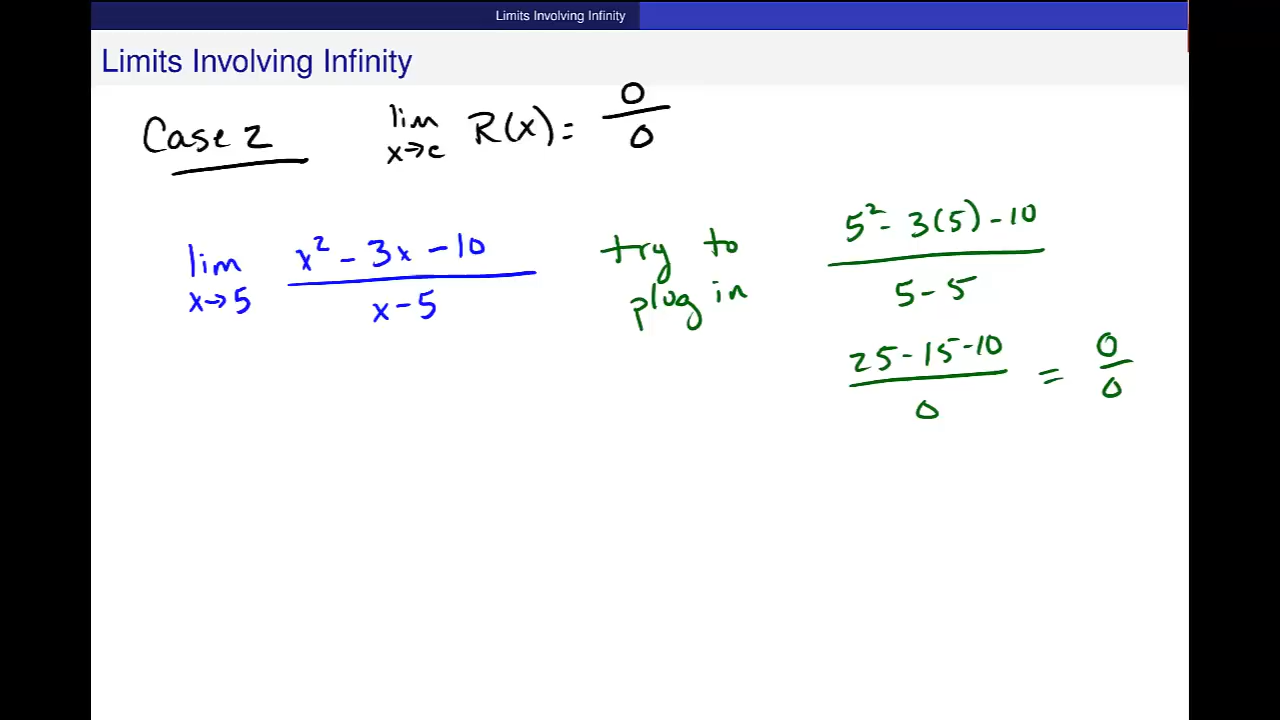 Limits Involving Infinity
Limits Involving Infinity
Case 2 lim x→c R(x) = 0/0
lim x→5 (x² - 3x - 10)/(x - 5) try to plug in (5² - 3(5) - 10)/(5 - 5)
(25 - 15 - 10)/0 = 0/0